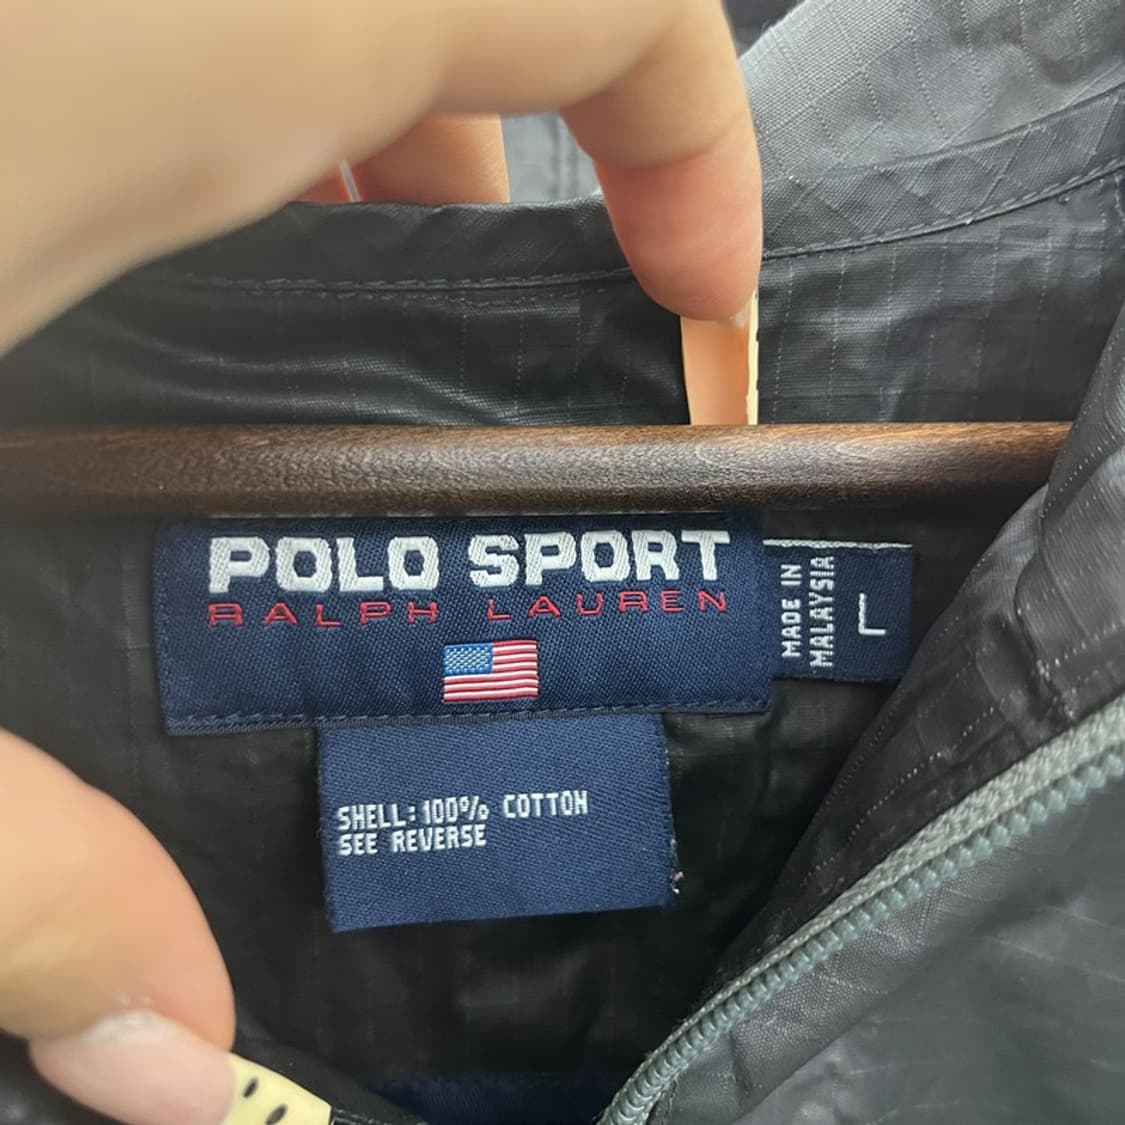 POLO SPORT
RALPH LAUREN
MADE IN
MALAYSIA
L
SHELL: 100% COTTON
SEE REVERSE